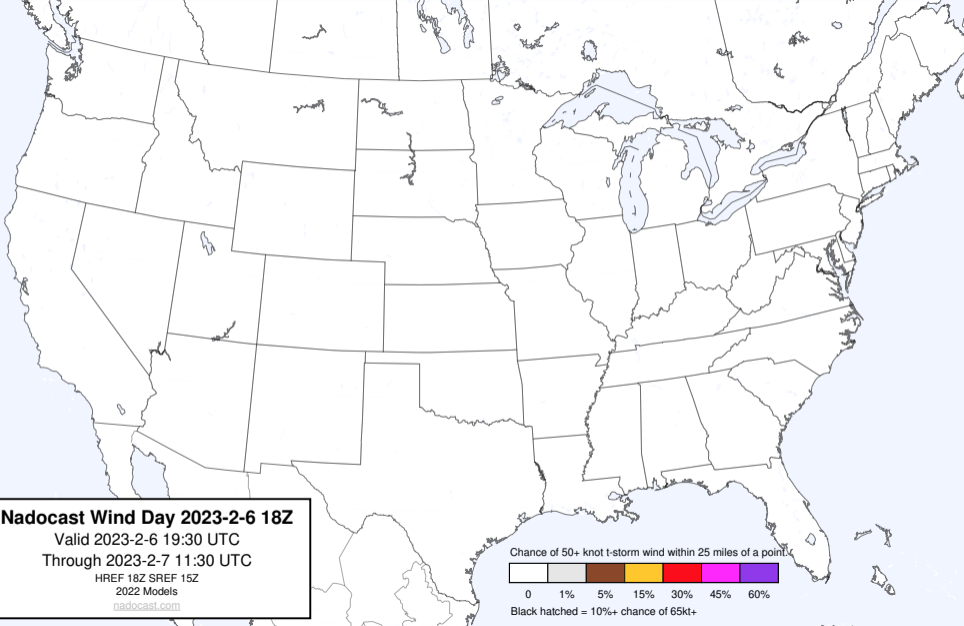 Nadocast Wind Day 2023-2-6 18Z
Valid 2023-2-6 19:30 UTC
Through 2023-2-7 11:30 UTC
HREF 18Z SREF 15Z
2022 Models
nadocast.com
Chance of 50+ knot t-storm wind within 25 miles of a point.
0 1% 5% 15% 30% 45% 60%
Black hatched = 10%+ chance of 65kt+